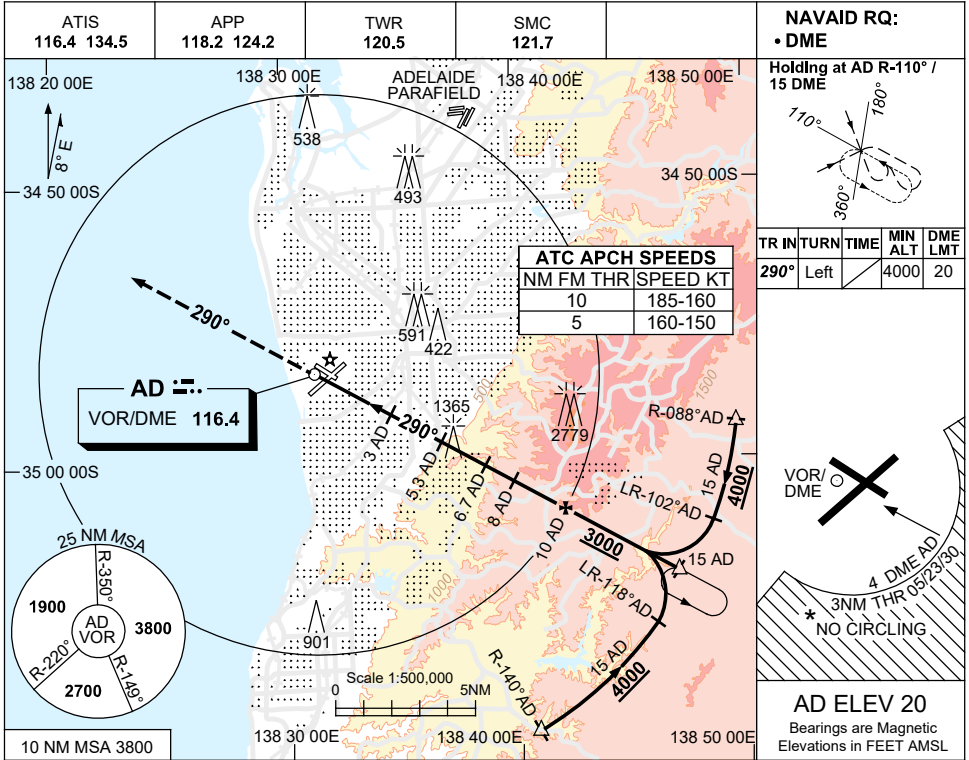 ATIS
116.4 134.5
APP
118.2 124.2
TWR
120.5
SMC
121.7
NAVAID RQ:
• DME
138 20 00E
138 30 00E
138 40 00E
138 50 00E
ADELAIDE
PARAFIELD
8° E
538
493
34 50 00S
34 50 00S
Holding at AD R-110° /
15 DME
110°
180°
360°
TR IN TURN TIME MIN ALT DME LMT
290° Left 4000 20
ATC APCH SPEEDS
NM FM THR SPEED KT
10 185-160
5 160-150
290°
591
422
500
1500
AD
VOR/DME 116.4
1365
2779
R-088°AD
290°
3 AD
5.3 AD
6.7 AD
8 AD
10 AD
15 AD
4000
LR-102°AD
3000
15 AD
LR-118°AD
35 00 00S
1000
901
15 AD
4000
R-140°AD
25 NM MSA
R-350°
1900
AD
VOR
3800
R-220°
R-149°
2700
Scale 1:500,000
0 5NM
10 NM MSA 3800
138 30 00E
138 40 00E
138 50 00E
VOR/
DME
4 DME AD
3NM THR 05/23/30
*
NO CIRCLING
AD ELEV 20
Bearings are Magnetic
Elevations in FEET AMSL